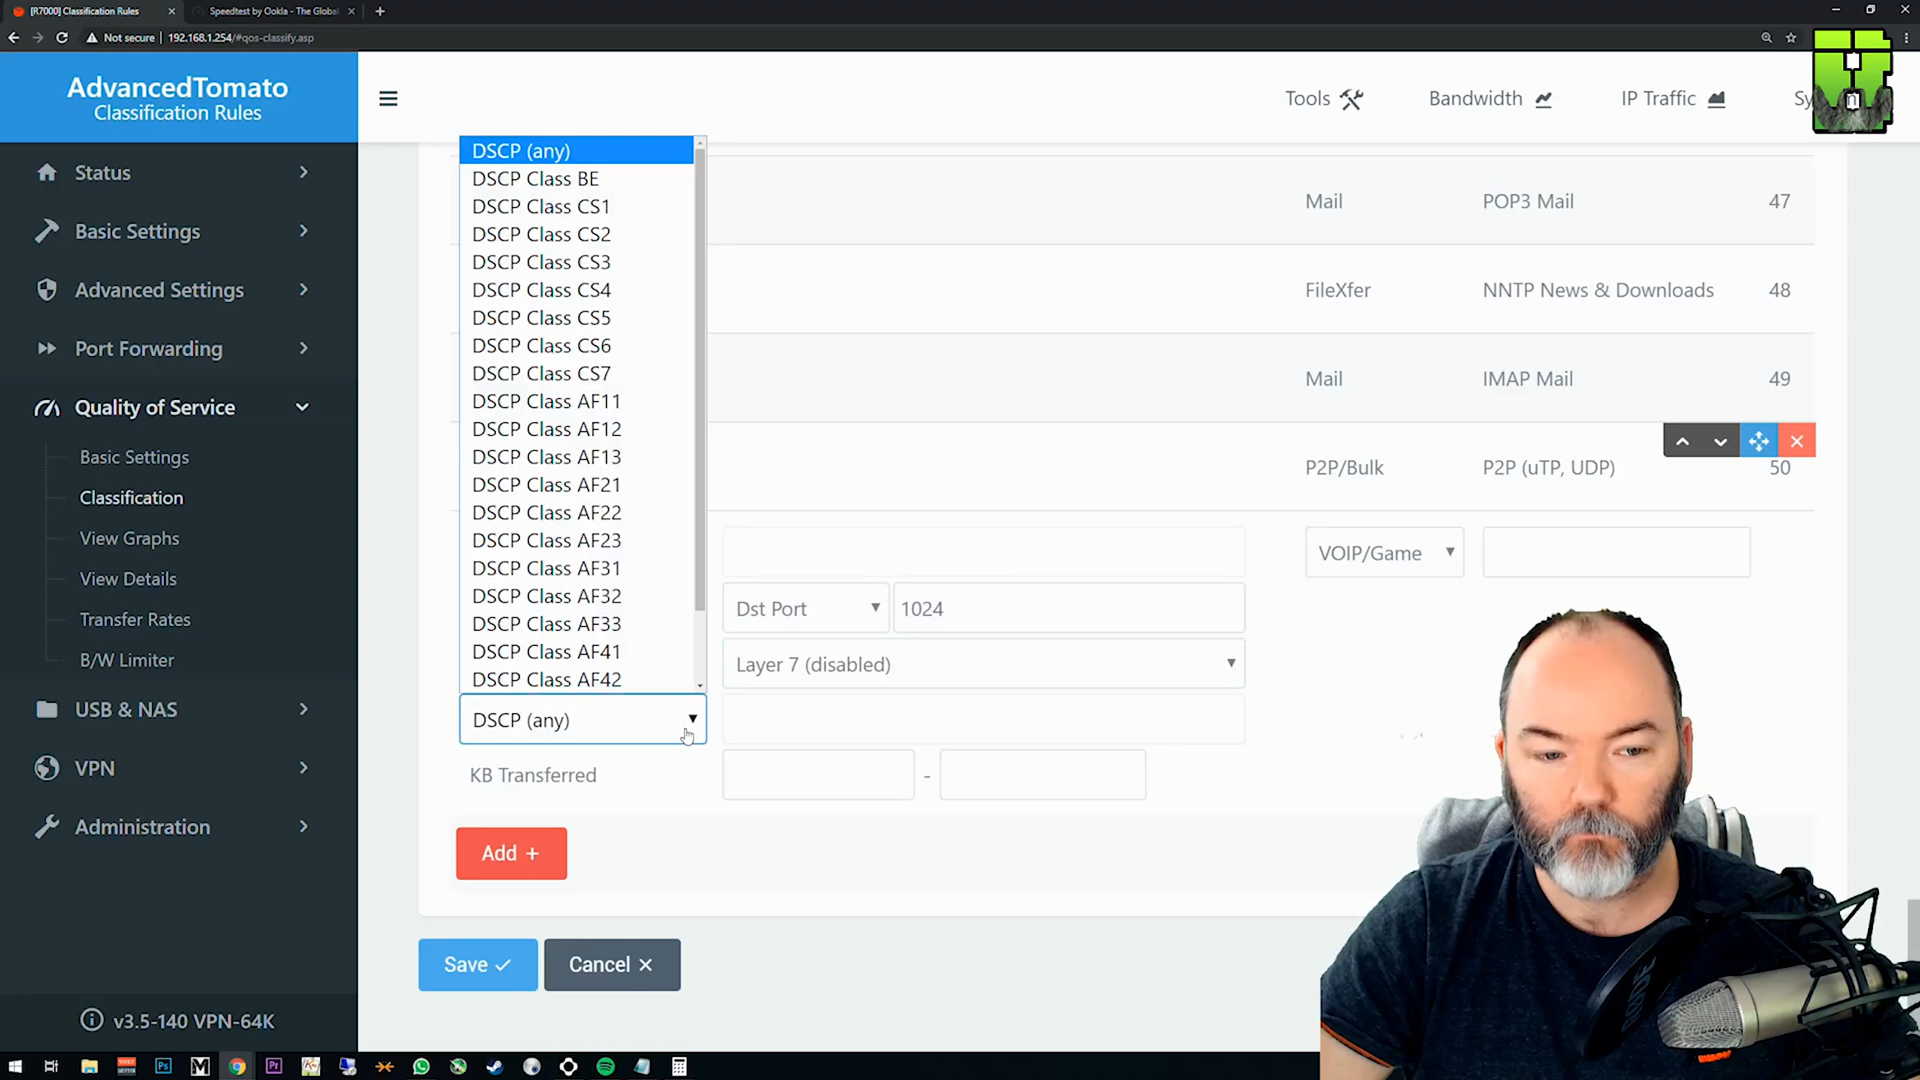 [R7000] Classification Rules
Speedtest by Ookla - The Global
Not secure
192.168.1.254/#qos-classify.asp
AdvancedTomato
Classification Rules
Tools
Bandwidth
IP Traffic
Status
Basic Settings
Advanced Settings
Port Forwarding
Quality of Service
Basic Settings
Classification
View Graphs
View Details
Transfer Rates
B/W Limiter
USB & NAS
VPN
Administration
v3.5-140 VPN-64K
DSCP (any)
DSCP Class BE
DSCP Class CS1
DSCP Class CS2
DSCP Class CS3
DSCP Class CS4
DSCP Class CS5
DSCP Class CS6
DSCP Class CS7
DSCP Class AF11
DSCP Class AF12
DSCP Class AF13
DSCP Class AF21
DSCP Class AF22
DSCP Class AF23
DSCP Class AF31
DSCP Class AF32
DSCP Class AF33
DSCP Class AF41
DSCP Class AF42
DSCP (any)
Mail POP3 Mail 47
FileXfer NNTP News & Downloads 48
Mail IMAP Mail 49
P2P/Bulk P2P (uTP, UDP) 50
VOIP/Game
Dst Port 1024
Layer 7 (disabled)
KB Transferred -
Add +
Save
Cancel